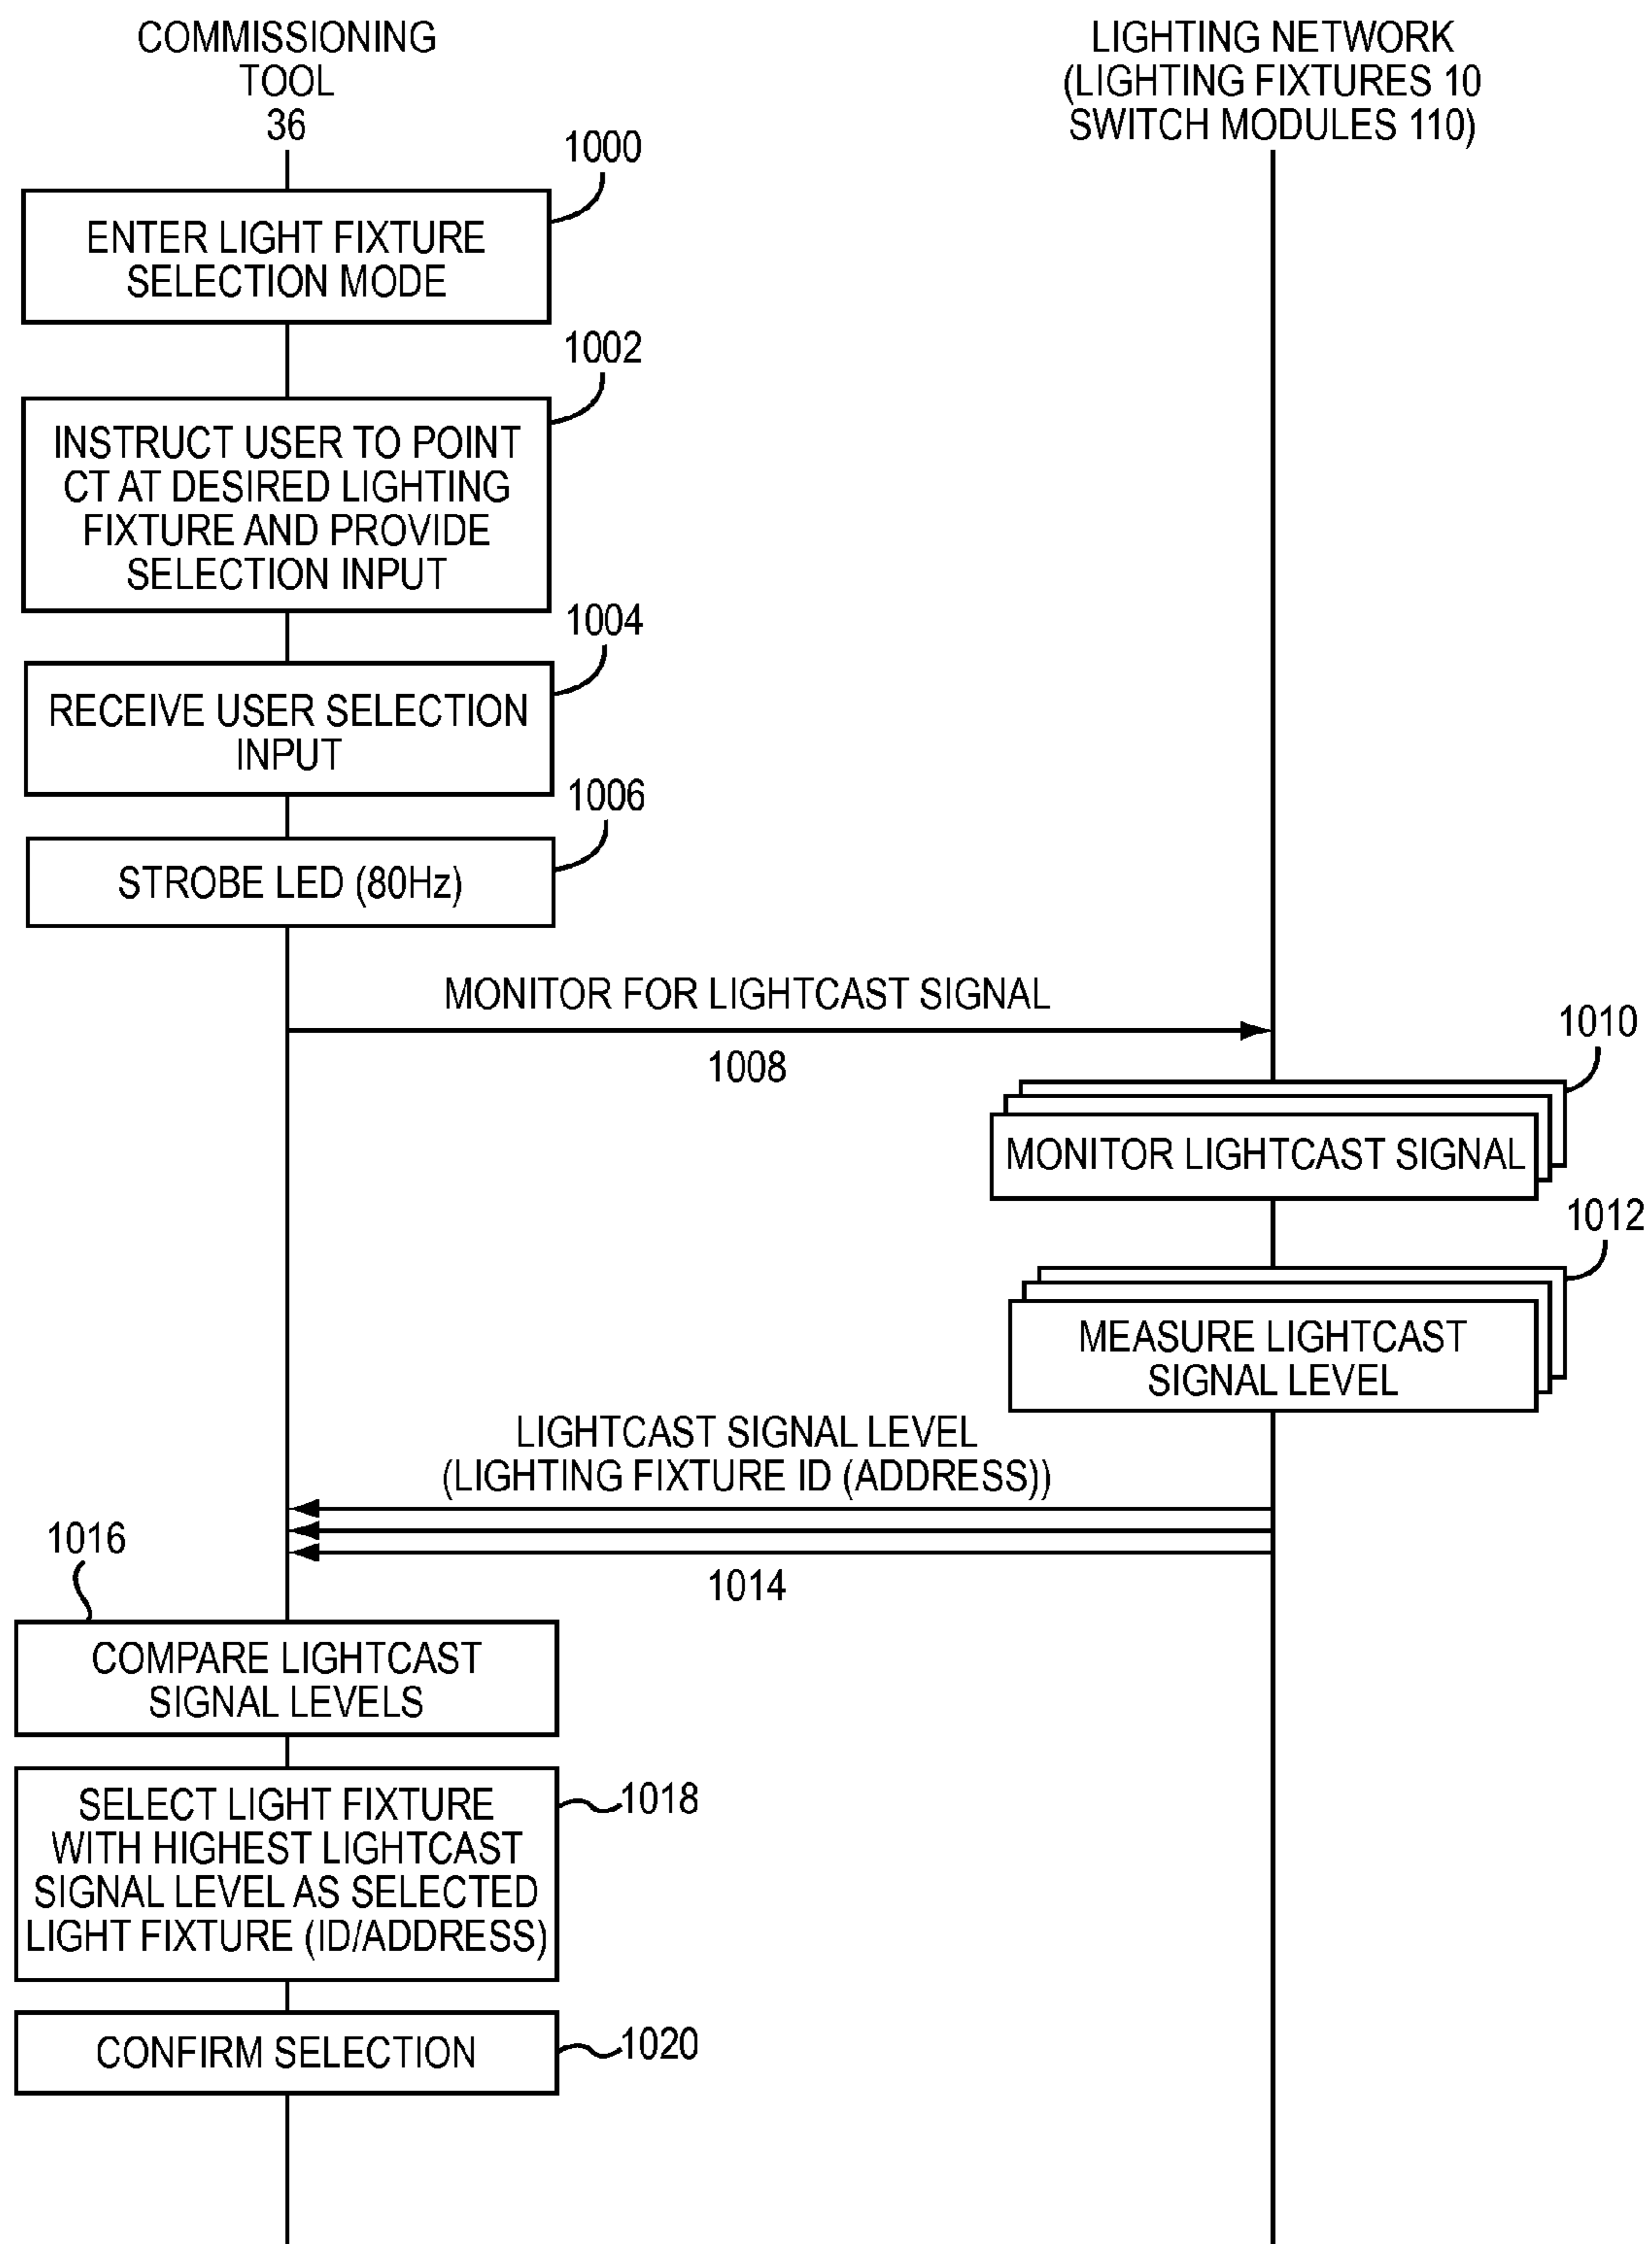 COMMISSIONING
TOOL
36
LIGHTING NETWORK
(LIGHTING FIXTURES 10
SWITCH MODULES 110)
1000
ENTER LIGHT FIXTURE
SELECTION MODE
1002
INSTRUCT USER TO POINT
CT AT DESIRED LIGHTING
FIXTURE AND PROVIDE
SELECTION INPUT
1004
RECEIVE USER SELECTION
INPUT
1006
STROBE LED (80Hz)
MONITOR FOR LIGHTCAST SIGNAL
1008
1010
MONITOR LIGHTCAST SIGNAL
1012
MEASURE LIGHTCAST
SIGNAL LEVEL
LIGHTCAST SIGNAL LEVEL
(LIGHTING FIXTURE ID (ADDRESS))
1014
1016
COMPARE LIGHTCAST
SIGNAL LEVELS
SELECT LIGHT FIXTURE
WITH HIGHEST LIGHTCAST
SIGNAL LEVEL AS SELECTED
LIGHT FIXTURE (ID/ADDRESS)
1018
CONFIRM SELECTION
1020